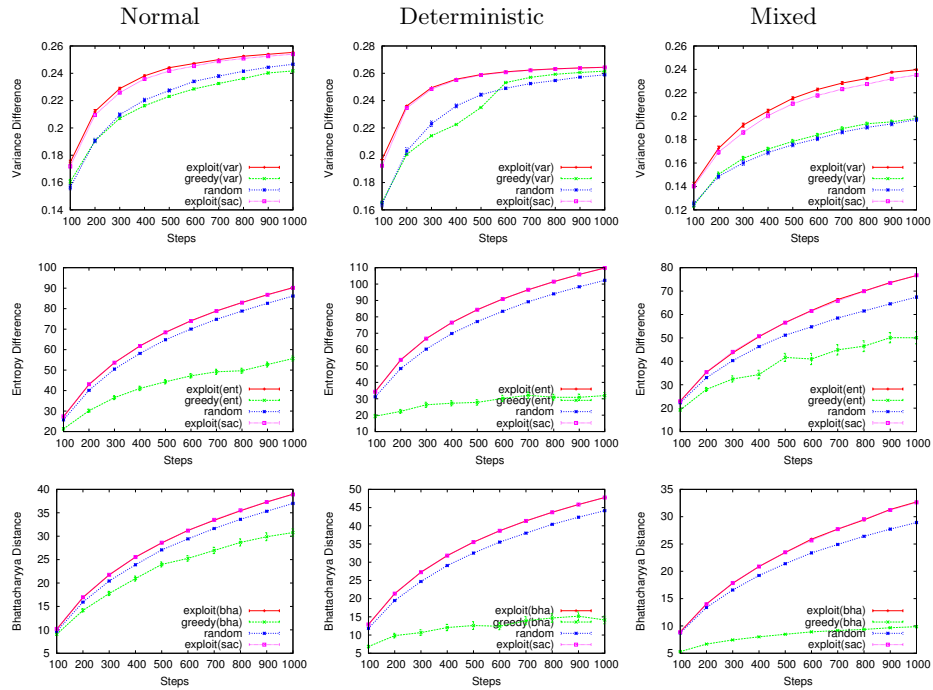 Normal
Deterministic
Mixed
Variance Difference
0.26
0.24
0.22
0.2
0.18
0.16
0.14
exploit(var)
greedy(var)
random
exploit(sac)
100 200 300 400 500 600 700 800 900 1000
Steps
Variance Difference
0.28
0.26
0.24
0.22
0.2
0.18
0.16
exploit(var)
greedy(var)
random
exploit(sac)
100 200 300 400 500 600 700 800 900 1000
Steps
Variance Difference
0.26
0.24
0.22
0.2
0.18
0.16
0.14
0.12
exploit(var)
greedy(var)
random
exploit(sac)
100 200 300 400 500 600 700 800 900 1000
Steps
Entropy Difference
100
90
80
70
60
50
40
30
20
exploit(ent)
greedy(ent)
random
exploit(sac)
100 200 300 400 500 600 700 800 900 1000
Steps
Entropy Difference
110
100
90
80
70
60
50
40
30
20
10
exploit(ent)
greedy(ent)
random
exploit(sac)
100 200 300 400 500 600 700 800 900 1000
Steps
Entropy Difference
80
70
60
50
40
30
20
10
exploit(ent)
greedy(ent)
random
exploit(sac)
100 200 300 400 500 600 700 800 900 1000
Steps
Bhattacharyya Distance
40
35
30
25
20
15
10
5
exploit(bha)
greedy(bha)
random
exploit(sac)
100 200 300 400 500 600 700 800 900 1000
Steps
Bhattacharyya Distance
50
45
40
35
30
25
20
15
10
5
exploit(bha)
greedy(bha)
random
exploit(sac)
100 200 300 400 500 600 700 800 900 1000
Steps
Bhattacharyya Distance
35
30
25
20
15
10
5
exploit(bha)
greedy(bha)
random
exploit(sac)
100 200 300 400 500 600 700 800 900 1000
Steps